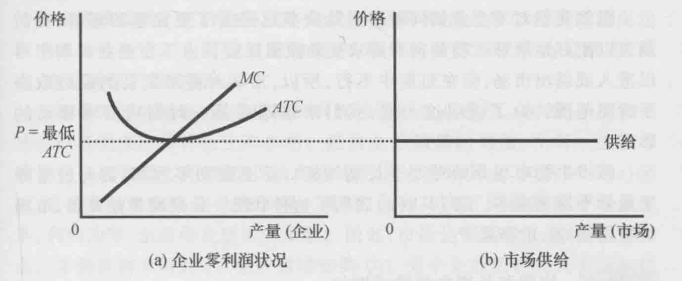 价格
MC
ATC
P=最低
ATC
0
产量(企业)
(a) 企业零利润状况
价格
供给
0
产量(市场)
(b) 市场供给